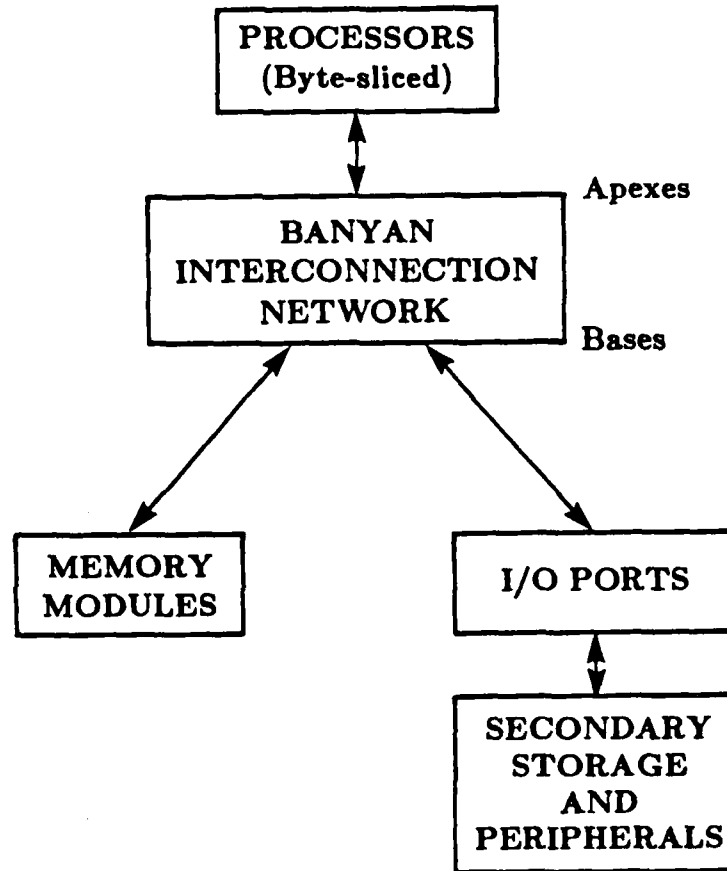 PROCESSORS
(Byte-sliced)
Apexes
BANYAN
INTERCONNECTION
NETWORK
Bases
MEMORY
MODULES
I/O PORTS
SECONDARY
STORAGE
AND
PERIPHERALS